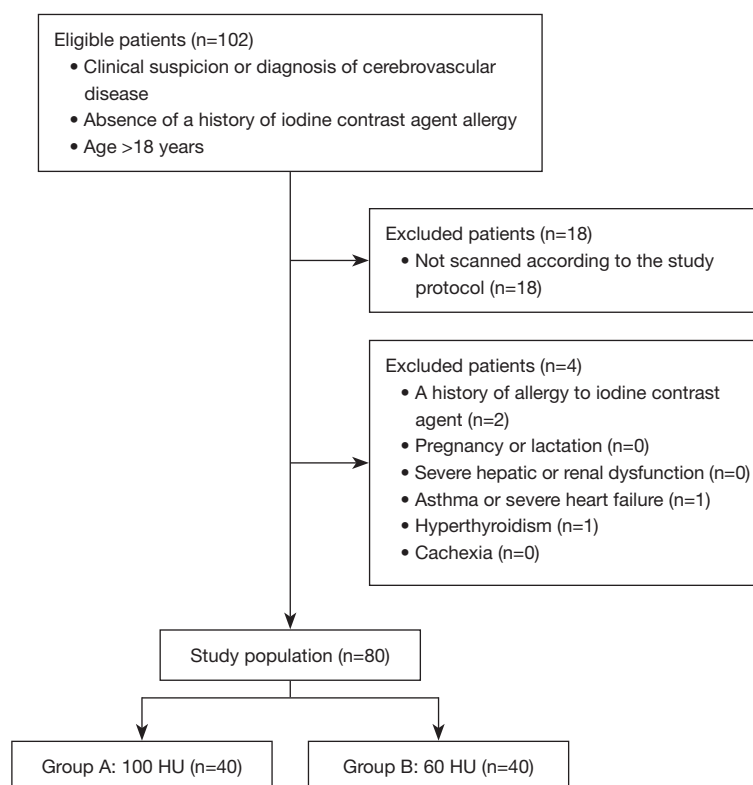 Eligible patients (n=102)
• Clinical suspicion or diagnosis of cerebrovascular
disease
• Absence of a history of iodine contrast agent allergy
• Age >18 years
Excluded patients (n=18)
• Not scanned according to the study
protocol (n=18)
Excluded patients (n=4)
• A history of allergy to iodine contrast
agent (n=2)
• Pregnancy or lactation (n=0)
• Severe hepatic or renal dysfunction (n=0)
• Asthma or severe heart failure (n=1)
• Hyperthyroidism (n=1)
• Cachexia (n=0)
Study population (n=80)
Group A: 100 HU (n=40)
Group B: 60 HU (n=40)